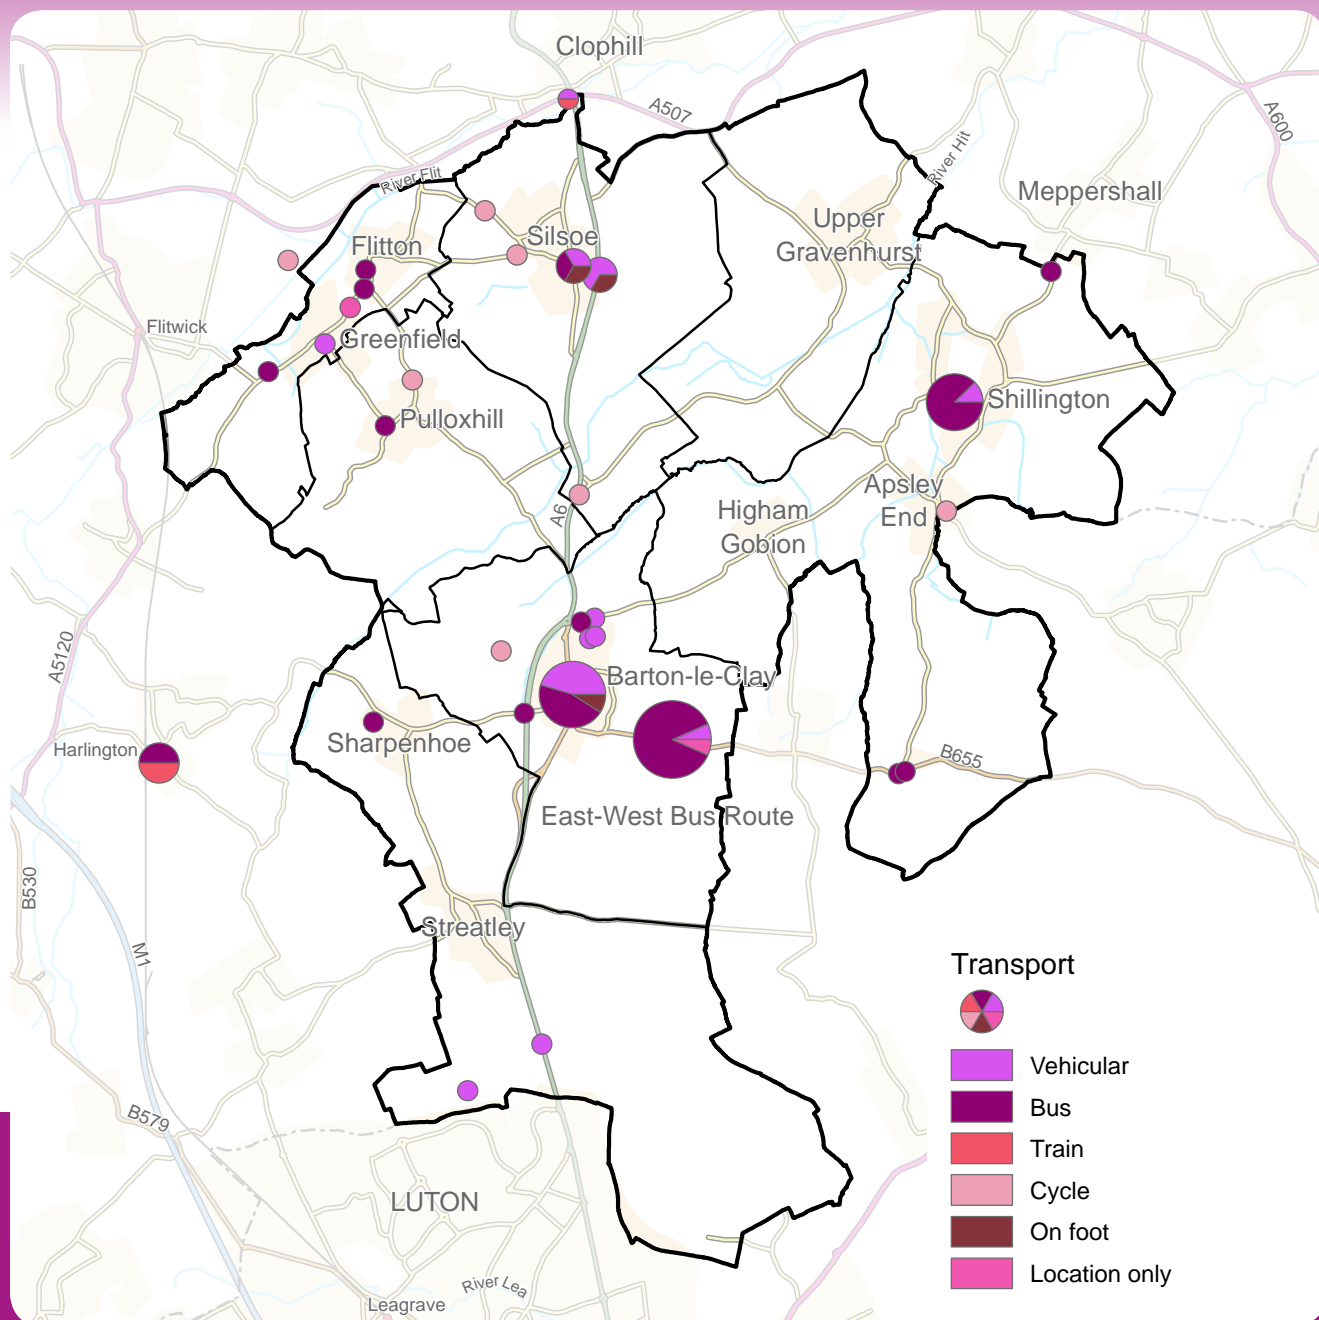 Clophill
A507
A600
River Hit
River Flit
Meppershall
Upper
Gravenhurst
Silsoe
Flitton
Flitwick
Greenfield
Shillington
Pulloxhill
Apsley
End
A6
Higham
Gobion
A5120
Barton-le-Clay
Sharpenhoe
Harlington
B655
East-West Bus Route
B530
Streatley
M1
Transport
Vehicular
Bus
Train
Cycle
On foot
Location only
B579
LUTON
River Lea
Leagrave